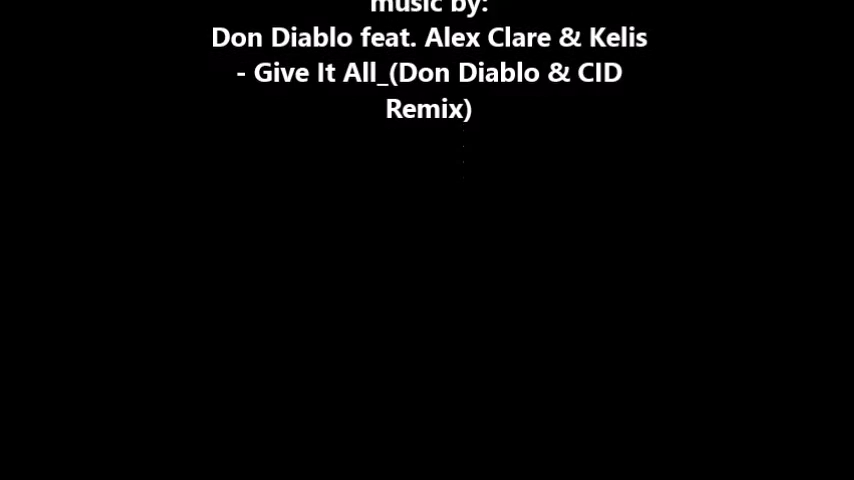 music by:
Don Diablo feat. Alex Clare & Kelis
- Give It All_(Don Diablo & CID
Remix)